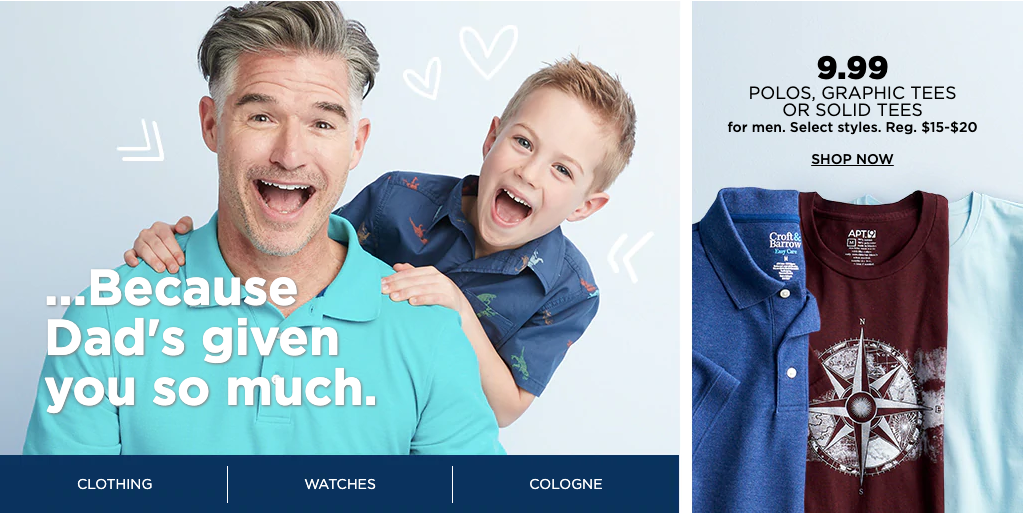 ...Because
Dad's given
you so much.
CLOTHING
WATCHES
COLOGNE
9.99
POLOS, GRAPHIC TEES
OR SOLID TEES
for men. Select styles. Reg. $15-$20
SHOP NOW
Croft&
Barrow
Easy Care
M
APT.9
M
N
E
S